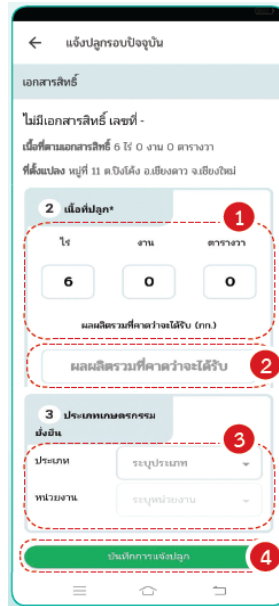 แจ้งปลูกรอบปัจจุบัน
เอกสารสิทธิ์
ไม่มีเอกสารสิทธิ์ เลขที่ -
เนื้อที่ตามเอกสารสิทธิ์ 6 ไร่ 0 งาน 0 ตารางวา
ที่ตั้งแปลง หมู่ที่ 11 ต.ปิงโค้ง อ.เชียงดาว จ.เชียงใหม่
2 เนื้อที่ปลูก*
1
ไร่ งาน ตารางวา
6 0 0
ผลผลิตรวมที่คาดว่าจะได้รับ (กก.)
ผลผลิตรวมที่คาดว่าจะได้รับ 2
3 ประเภทเกษตรกรรม
ยั่งยืน
3
ประเภท ระบุประเภท
หน่วยงาน ระบุหน่วยงาน
บันทึกการแจ้งปลูก 4